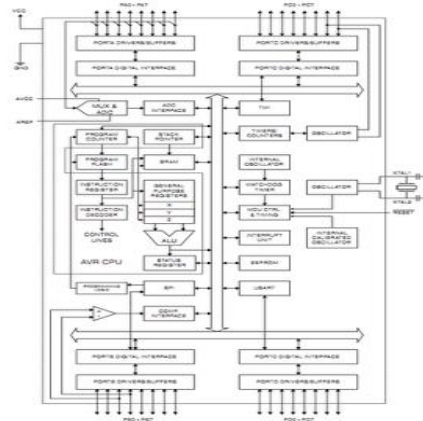 PA0 - PA7
PC0 - PC7
VCC
PORTA DRIVERS/BUFFERS
PORTC DRIVERS/BUFFERS
GND
PORTA DIGITAL INTERFACE
PORTC DIGITAL INTERFACE
AVCC
MUX &
ADC
ADC
INTERFACE
TWI
AREF
PROGRAM
COUNTER
STACK
POINTER
TIMERS/
COUNTERS
OSCILLATOR
PROGRAM
FLASH
SRAM
INTERNAL
OSCILLATOR
XTAL1
INSTRUCTION
REGISTER
GENERAL
PURPOSE
REGISTERS
WATCHDOG
TIMER
OSCILLATOR
X
Y
Z
XTAL2
INSTRUCTION
DECODER
MCU CTRL
& TIMING
RESET
CONTROL
LINES
ALU
INTERRUPT
UNIT
INTERNAL
CALIBRATED
OSCILLATOR
AVR CPU
STATUS
REGISTER
EEPROM
PROGRAMMING
LOGIC
SPI
USART
+
-
COMP.
INTERFACE
PORTB DIGITAL INTERFACE
PORTD DIGITAL INTERFACE
PORTB DRIVERS/BUFFERS
PORTD DRIVERS/BUFFERS
PB0 - PB7
PD0 - PD7